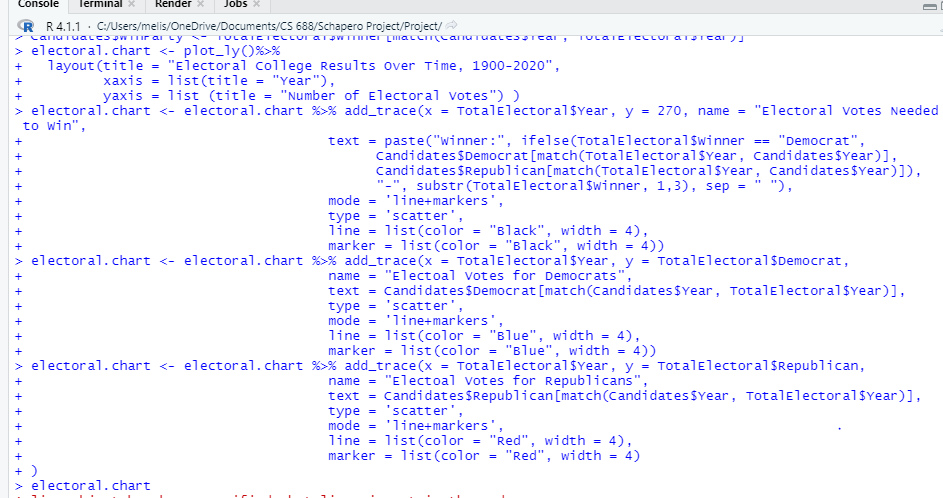 Console Terminal Render Jobs
R 4.1.1 · C:/Users/melis/OneDrive/Documents/CS 688/Schapero Project/Project/
> Candidates$WinParty <- TotalElectoral$Winner[match(Candidates$Year, TotalElectoral$Year)]
> electoral.chart <- plot_ly()%>%
+ layout(title = "Electoral College Results Over Time, 1900-2020",
+ xaxis = list(title = "Year"),
+ yaxis = list (title = "Number of Electoral Votes") )
> electoral.chart <- electoral.chart %>% add_trace(x = TotalElectoral$Year, y = 270, name = "Electoral Votes Needed
to Win",
+ text = paste("Winner:", ifelse(TotalElectoral$Winner == "Democrat",
+ Candidates$Democrat[match(TotalElectoral$Year, Candidates$Year)],
+ Candidates$Republican[match(TotalElectoral$Year, Candidates$Year)]),
+ "-", substr(TotalElectoral$Winner, 1,3), sep = " "),
+ mode = 'line+markers',
+ type = 'scatter',
+ line = list(color = "Black", width = 4),
+ marker = list(color = "Black", width = 4))
> electoral.chart <- electoral.chart %>% add_trace(x = TotalElectoral$Year, y = TotalElectoral$Democrat,
+ name = "Electoal Votes for Democrats",
+ text = Candidates$Democrat[match(Candidates$Year, TotalElectoral$Year)],
+ type = 'scatter',
+ mode = 'line+markers',
+ line = list(color = "Blue", width = 4),
+ marker = list(color = "Blue", width = 4))
> electoral.chart <- electoral.chart %>% add_trace(x = TotalElectoral$Year, y = TotalElectoral$Republican,
+ name = "Electoal Votes for Republicans",
+ text = Candidates$Republican[match(Candidates$Year, TotalElectoral$Year)],
+ type = 'scatter',
+ mode = 'line+markers',
+ line = list(color = "Red", width = 4),
+ marker = list(color = "Red", width = 4)
+ )
> electoral.chart